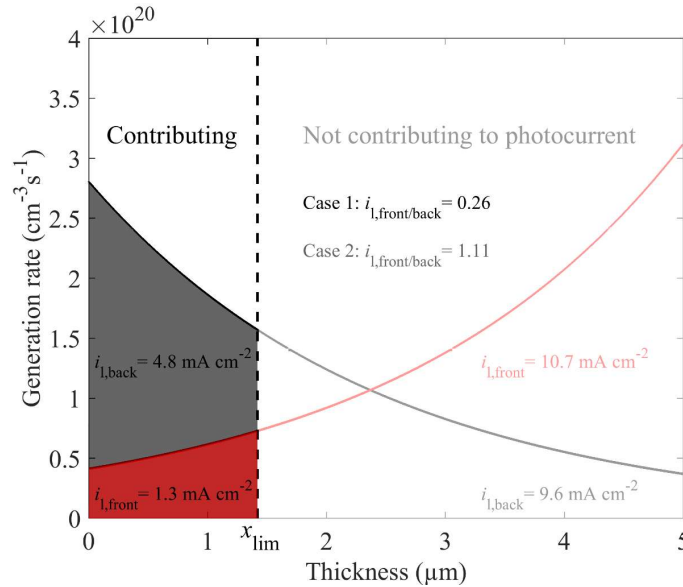 ×10²⁰
4
3.5
3
2.5
2
1.5
1
0.5
0
Generation rate (cm⁻³ s⁻¹)
Contributing
Not contributing to photocurrent
Case 1: i_l,front/back = 0.26
Case 2: i_l,front/back = 1.11
i_l,back = 4.8 mA cm⁻²
i_l,front = 10.7 mA cm⁻²
i_l,front = 1.3 mA cm⁻²
i_l,back = 9.6 mA cm⁻²
0 1 x_lim 2 3 4 5
Thickness (µm)